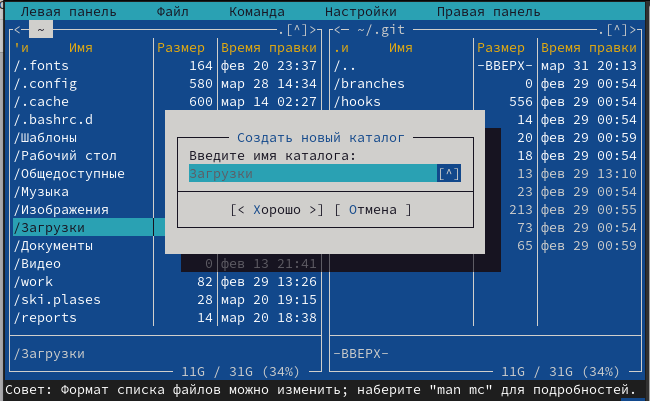 Левая панель Файл Команда Настройки Правая панель
<─ ~ .[^]> <─ ~/.git .[^]>
'и Имя Размер Время правки .и Имя Размер Время правки
/.fonts 164 фев 20 23:37 /.. –ВВЕРХ– мар 31 20:13
/.config 580 мар 28 14:34 /branches 0 фев 29 00:54
/.cache 600 мар 14 02:27 /hooks 556 фев 29 00:54
/.bashrc.d 14 фев 29 00:54
/Шаблоны 20 фев 29 00:59
/Рабочий стол 18 фев 29 00:54
/Общедоступные 13 фев 29 13:10
/Музыка 23 фев 29 00:54
/Изображения 213 фев 29 00:55
/Загрузки 73 фев 29 00:54
/Документы 65 фев 29 00:59
Создать новый каталог
Введите имя каталога:
Загрузки [^]
[< Хорошо >] [ Отмена ]
/Видео 0 фев 13 21:41
/work 82 фев 29 13:26
/ski.plases 28 мар 20 19:15
/reports 14 мар 20 18:38
/Загрузки –ВВЕРХ–
11G / 31G (34%) 11G / 31G (34%)
Совет: Формат списка файлов можно изменить; наберите "man mc" для подробностей.